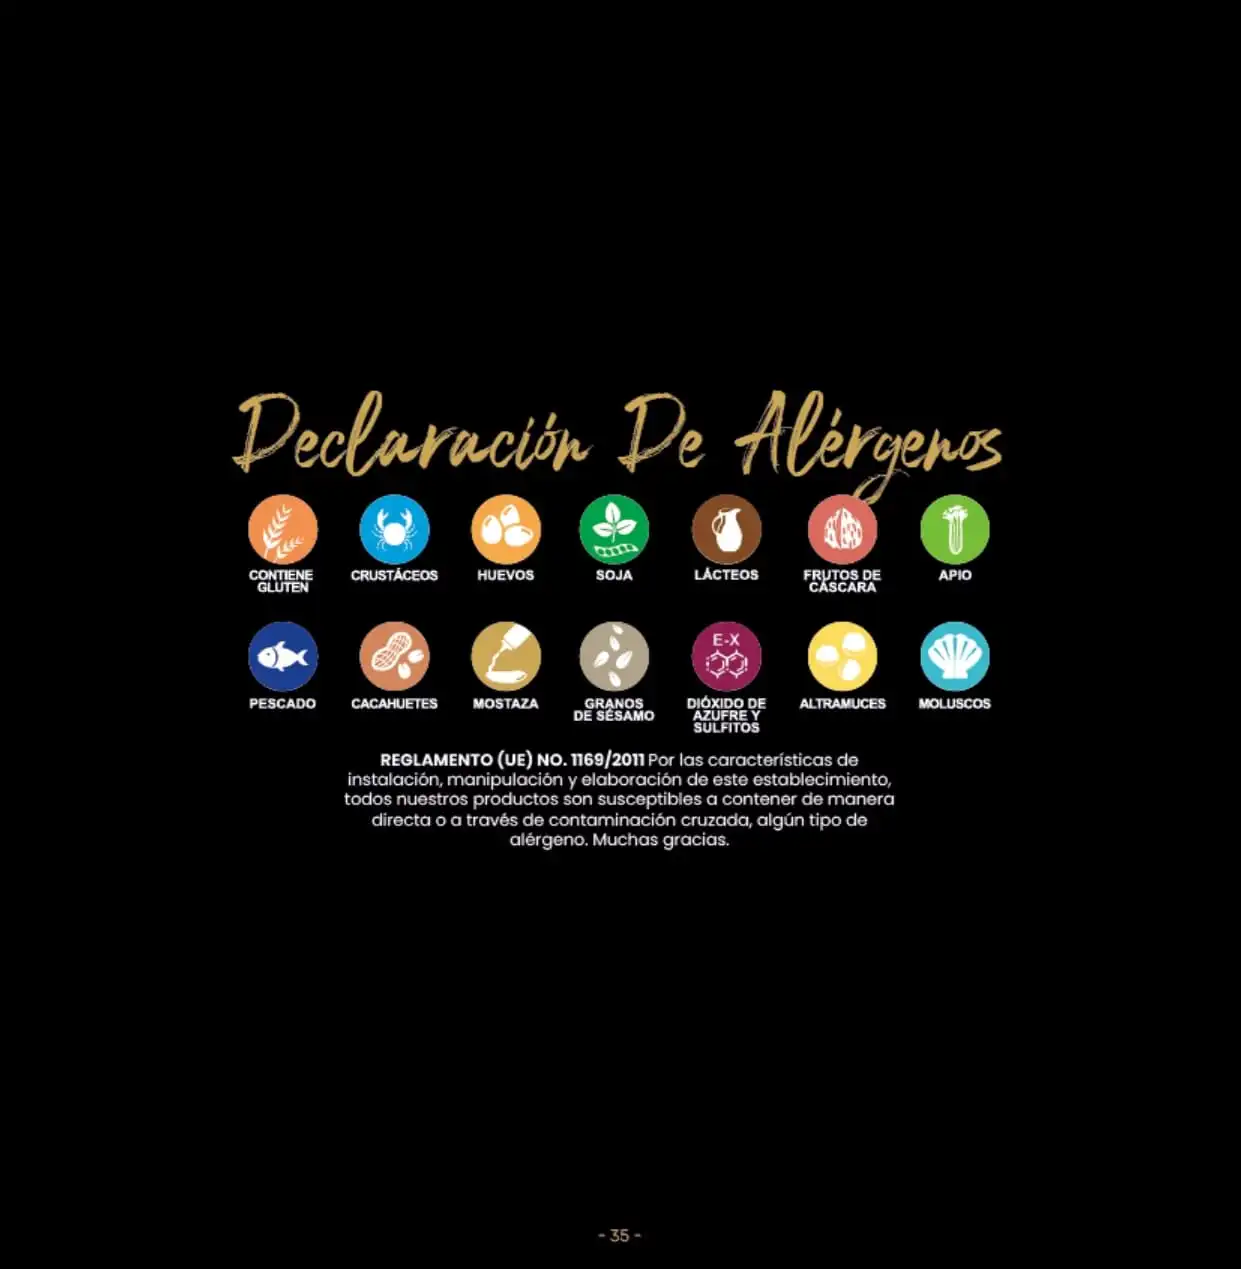 Declaración De Alérgenos
CONTIENE GLUTEN
CRUSTÁCEOS
HUEVOS
SOJA
LÁCTEOS
FRUTOS DE CÁSCARA
APIO
PESCADO
CACAHUETES
MOSTAZA
GRANOS DE SÉSAMO
E-X
DIÓXIDO DE AZUFRE Y SULFITOS
ALTRAMUCES
MOLUSCOS
REGLAMENTO (UE) NO. 1169/2011 Por las características de
instalación, manipulación y elaboración de este establecimiento,
todos nuestros productos son susceptibles a contener de manera
directa o a través de contaminación cruzada, algún tipo de
alérgeno. Muchas gracias.
- 35 -